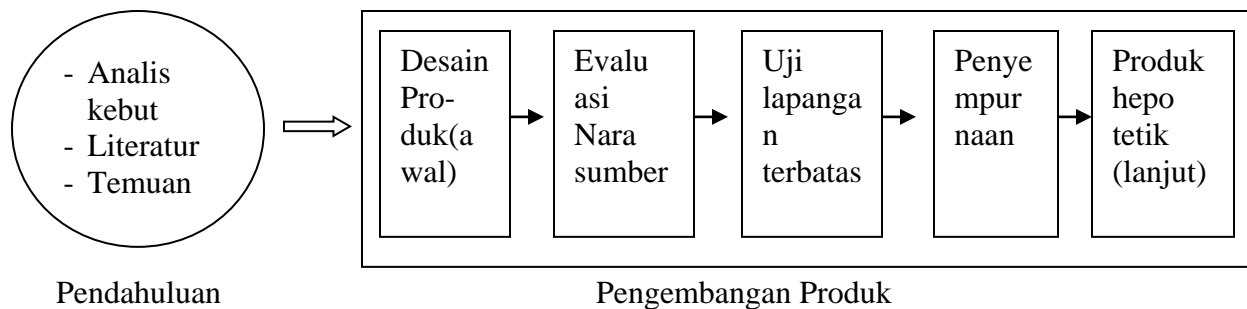 - Analis
kebut
- Literatur
- Temuan
Desain
Pro-
duk(a
wal)
Evalu
asi
Nara
sumber
Uji
lapanga
n
terbatas
Penye
mpur
naan
Produk
hepo
tetik
(lanjut)
Pendahuluan
Pengembangan Produk